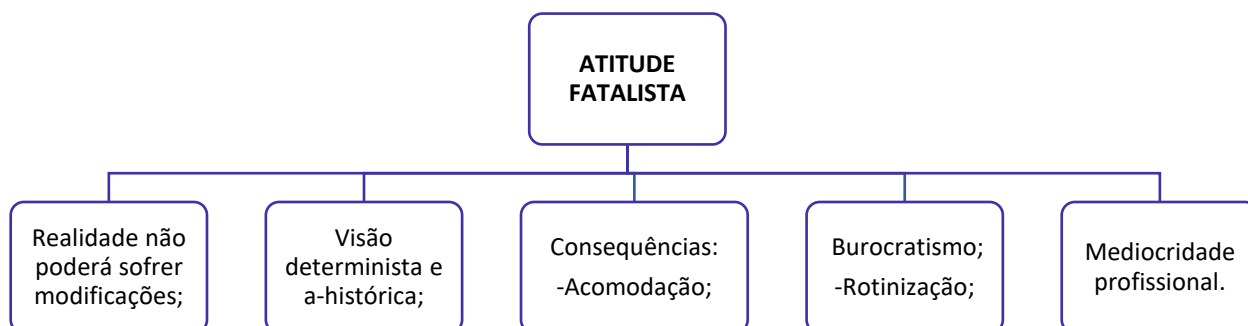 ATITUDE
FATALISTA
Realidade não
poderá sofrer
modificações;
Visão
determinista e
a-histórica;
Consequências:
-Acomodação;
Burocratismo;
-Rotinização;
Mediocridade
profissional.